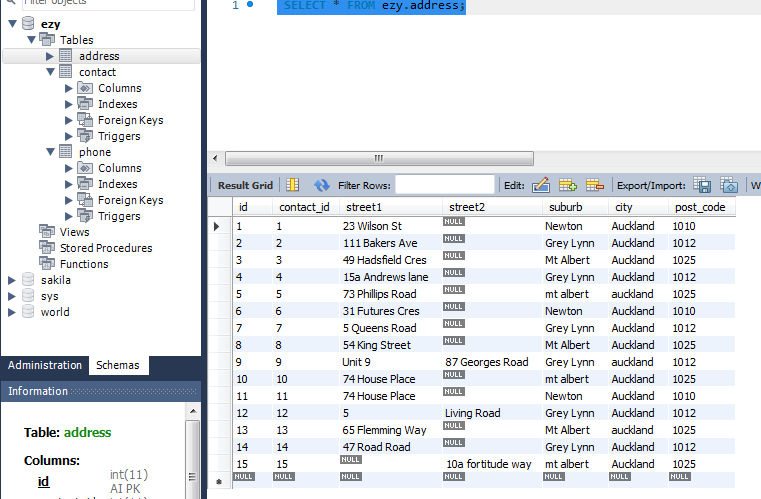 Filter objects
1 SELECT * FROM ezy.address;
ezy
Tables
address
contact
Columns
Indexes
Foreign Keys
Triggers
phone
Columns
Indexes
Foreign Keys
Triggers
Views
Stored Procedures
Functions
sakila
sys
world
Administration Schemas
Information
Table: address
Columns:
id int(11)
AI PK
Result Grid Filter Rows: Edit: Export/Import: W
id contact_id street1 street2 suburb city post_code
1 1 23 Wilson St NULL Newton Auckland 1010
2 2 111 Bakers Ave NULL Grey Lynn Auckland 1012
3 3 49 Hadsfield Cres NULL Mt Albert Auckland 1025
4 4 15a Andrews lane NULL Grey Lynn Auckland 1012
5 5 73 Phillips Road NULL mt albert auckland 1025
6 6 31 Futures Cres NULL Newton Auckland 1010
7 7 5 Queens Road NULL Grey Lynn Auckland 1012
8 8 54 King Street NULL Mt Albert Auckland 1025
9 9 Unit 9 87 Georges Road Grey Lynn auckland 1012
10 10 74 House Place NULL mt albert auckland 1025
11 11 74 House Place NULL Newton Auckland 1010
12 12 5 Living Road Grey Lynn Auckland 1012
13 13 65 Flemming Way NULL Mt Albert auckland 1025
14 14 47 Road Road NULL Grey Lynn Auckland 1012
15 15 NULL 10a fortitude way mt albert Auckland 1025
NULL NULL NULL NULL NULL NULL NULL